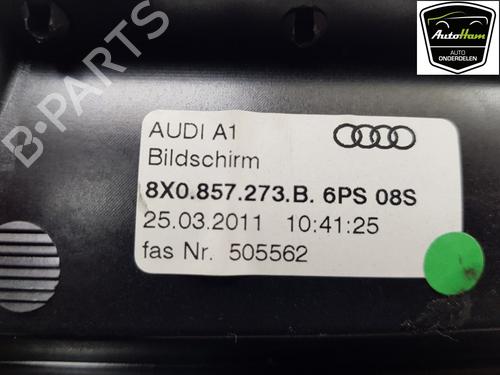 AutoHam
AUTO
ONDERDELEN
B-PARTS
AUDI A1
Bildschirm
8X0.857.273.B. 6PS 08S
25.03.2011 10:41:25
fas Nr. 505562